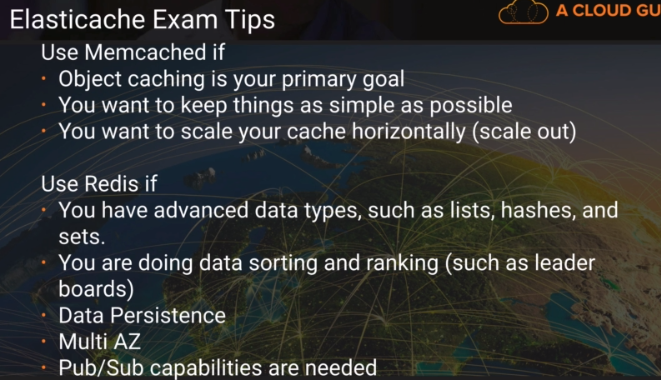 Elasticache Exam Tips
A CLOUD GU
Use Memcached if
• Object caching is your primary goal
• You want to keep things as simple as possible
• You want to scale your cache horizontally (scale out)
Use Redis if
• You have advanced data types, such as lists, hashes, and
sets.
• You are doing data sorting and ranking (such as leader
boards)
• Data Persistence
• Multi AZ
• Pub/Sub capabilities are needed